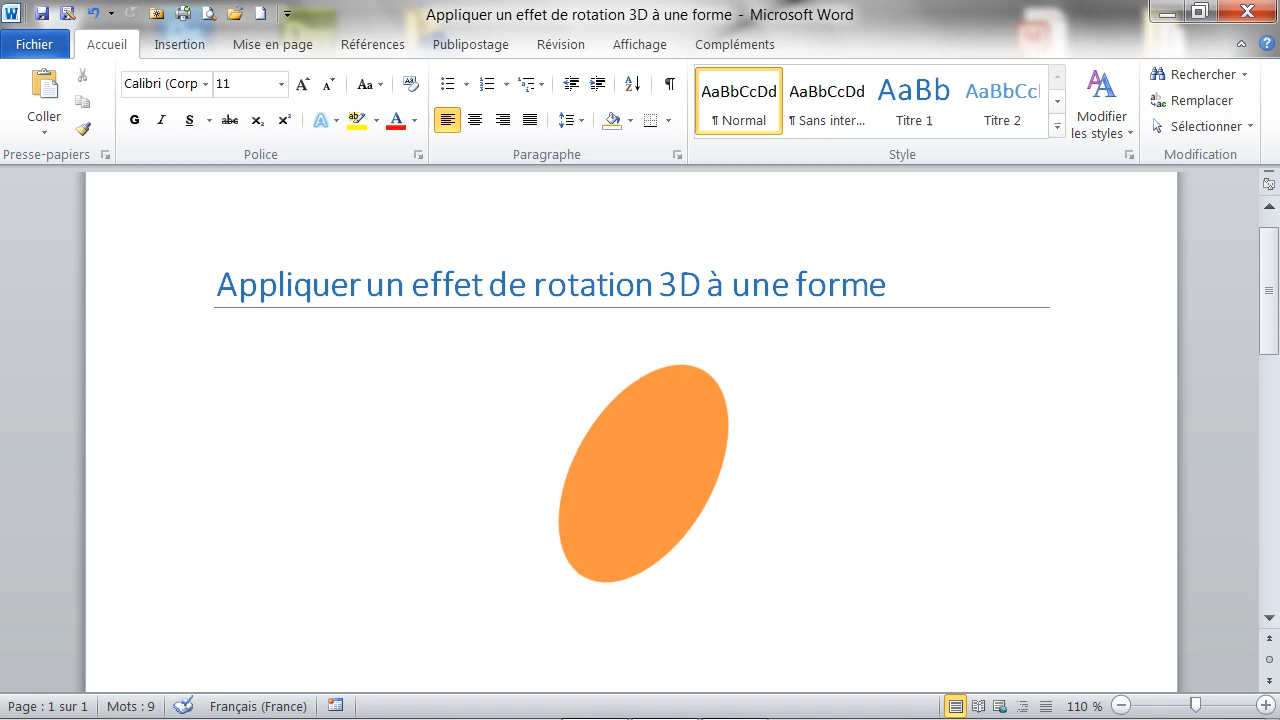 Appliquer un effet de rotation 3D à une forme - Microsoft Word
Fichier Accueil Insertion Mise en page Références Publipostage Révision Affichage Compléments
Calibri (Corp 11
Coller
G I S abc x₂ x²
AaBbCcDd AaBbCcDd AaBb AaBbCcI
¶ Normal ¶ Sans inter... Titre 1 Titre 2
Modifier les styles
Rechercher
Remplacer
Sélectionner
Presse-papiers Police Paragraphe Style Modification
Appliquer un effet de rotation 3D à une forme
Page : 1 sur 1 Mots : 9 Français (France) 110 %